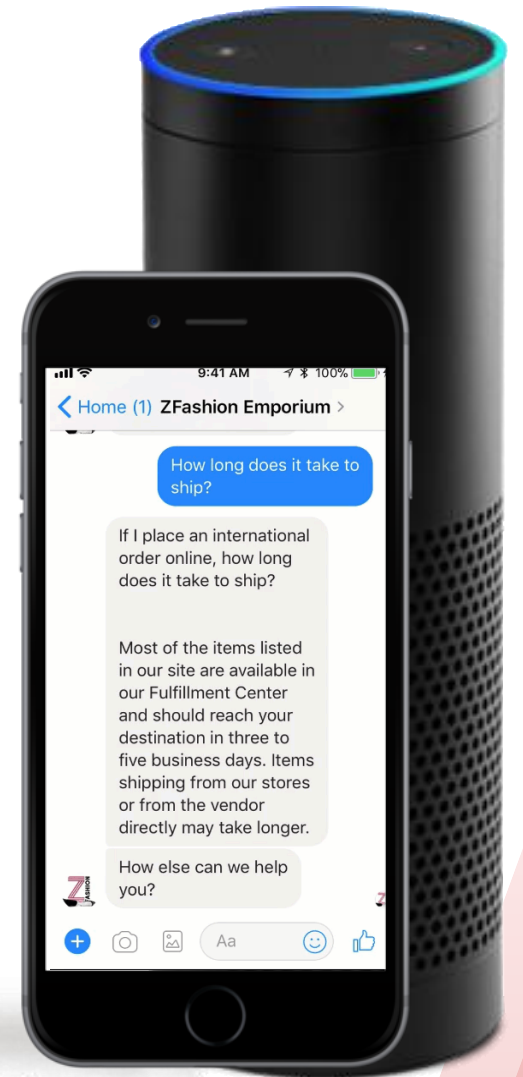 9:41 AM 100%
Home (1) ZFashion Emporium
How long does it take to
ship?
If I place an international
order online, how long
does it take to ship?
Most of the items listed
in our site are available in
our Fulfillment Center
and should reach your
destination in three to
five business days. Items
shipping from our stores
or from the vendor
directly may take longer.
How else can we help
you?
Z FASHION
Aa